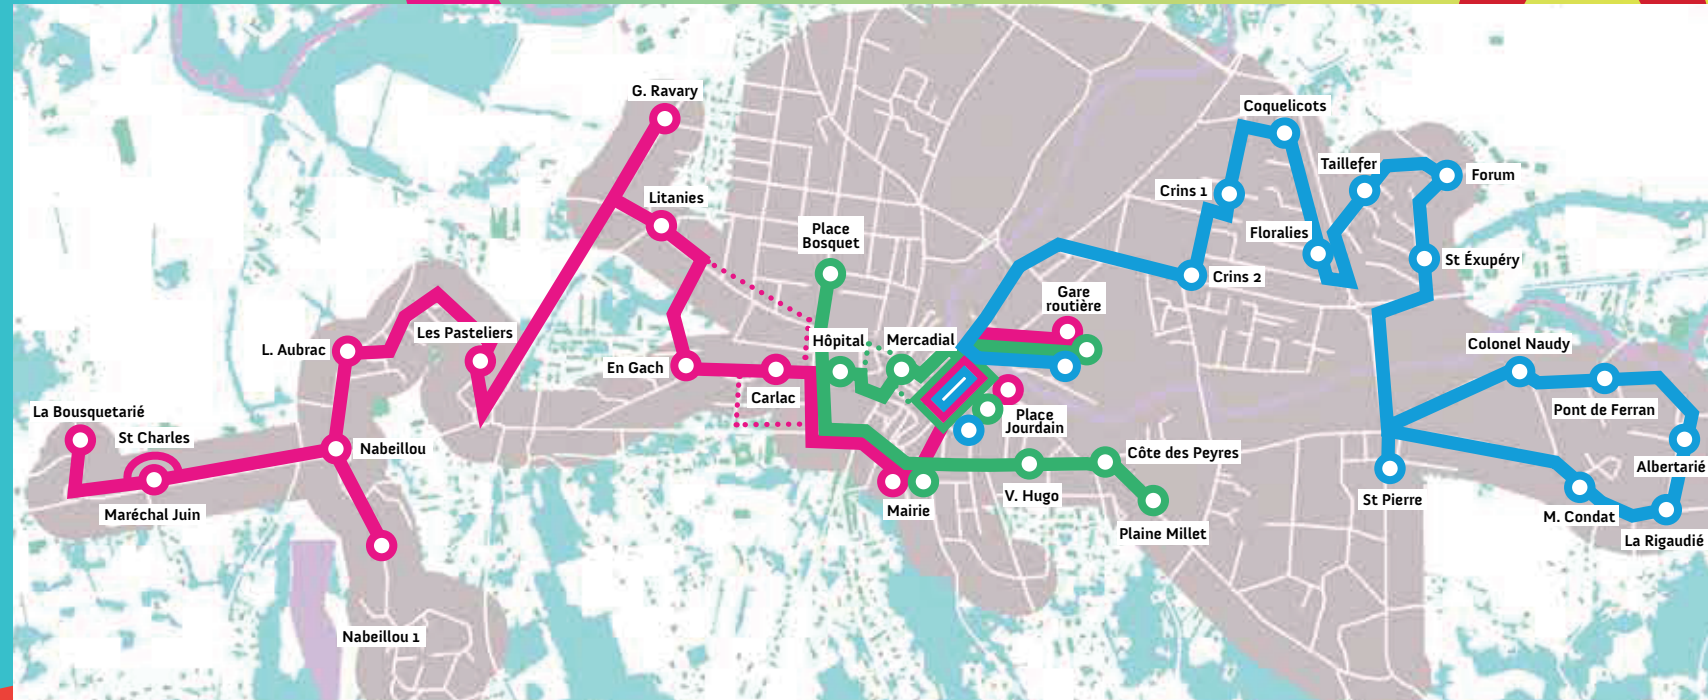 G. Ravary
Coquelicots
Taillefer
Forum
Crins 1
Litanies
Place
Bosquet
Floralies
St Éxupéry
Crins 2
Gare
routière
Les Pasteliers
Hôpital
Mercadial
L. Aubrac
Colonel Naudy
En Gach
Carlac
La Bousquetarié
Pont de Ferran
Place
Jourdain
St Charles
Nabeillou
Côte des Peyres
Albertarié
V. Hugo
St Pierre
Maréchal Juin
Mairie
M. Condat
Plaine Millet
La Rigaudié
Nabeillou 1